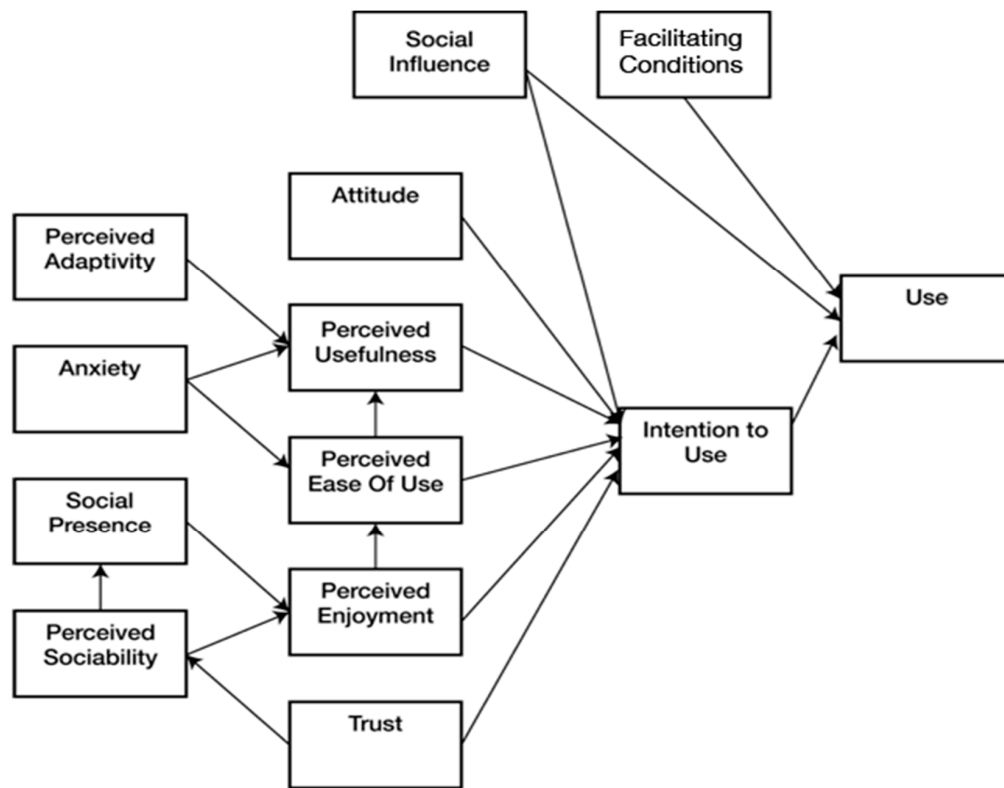 Social
Influence
Facilitating
Conditions
Attitude
Perceived
Adaptivity
Use
Perceived
Usefulness
Anxiety
Intention to
Use
Perceived
Ease Of Use
Social
Presence
Perceived
Enjoyment
Perceived
Sociability
Trust